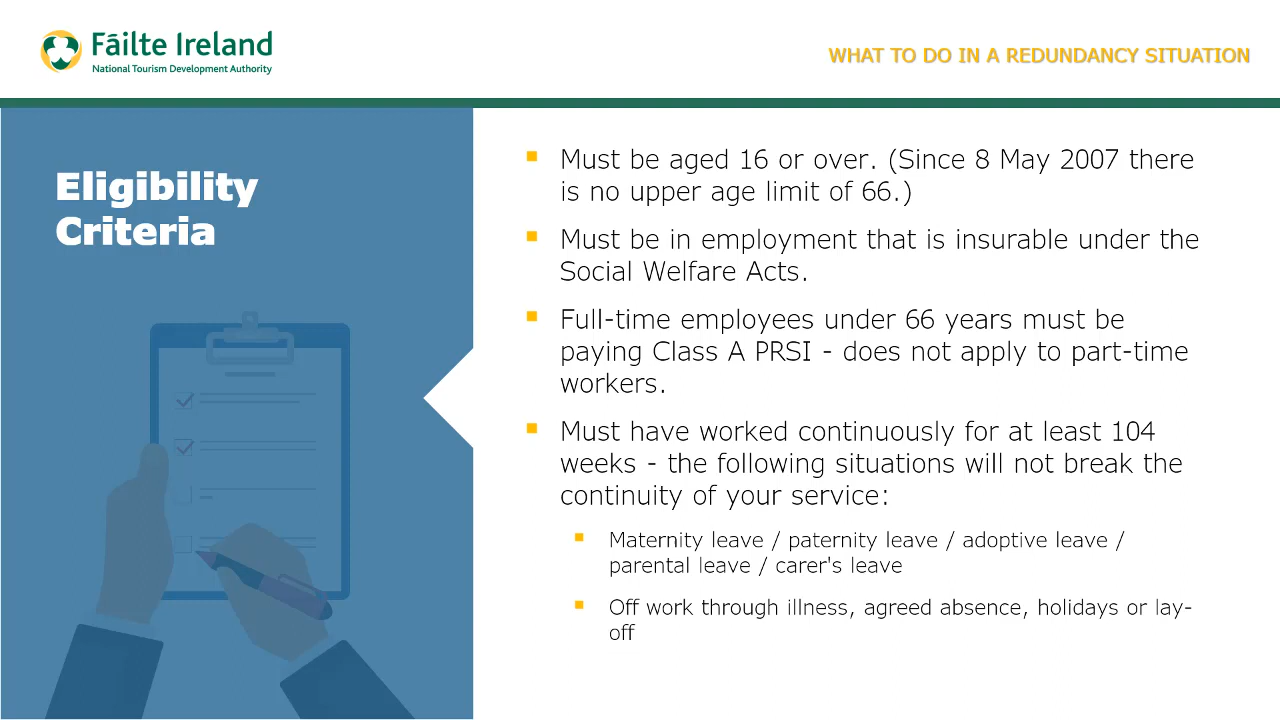 Fáilte Ireland
National Tourism Development Authority
WHAT TO DO IN A REDUNDANCY SITUATION
Eligibility
Criteria
Must be aged 16 or over. (Since 8 May 2007 there
is no upper age limit of 66.)
Must be in employment that is insurable under the
Social Welfare Acts.
Full-time employees under 66 years must be
paying Class A PRSI - does not apply to part-time
workers.
Must have worked continuously for at least 104
weeks - the following situations will not break the
continuity of your service:
Maternity leave / paternity leave / adoptive leave /
parental leave / carer's leave
Off work through illness, agreed absence, holidays or lay-
off